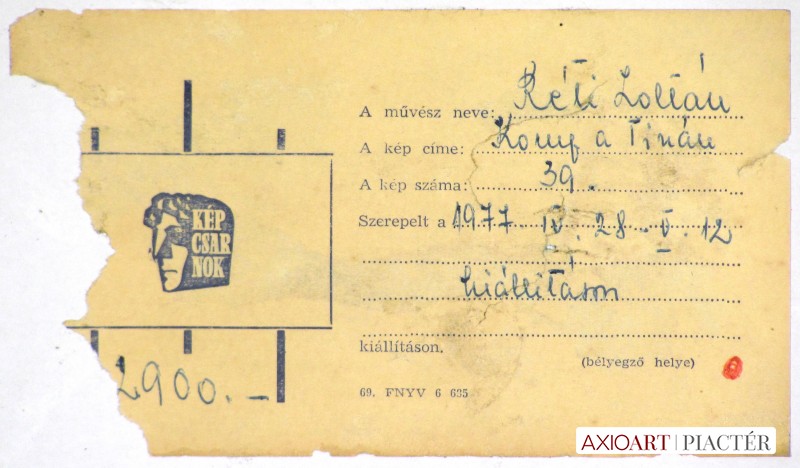 A művész neve: Réti Zoltán
A kép címe: Komp a Tiszán
A kép száma: 39.
Szerepelt a 1977 IV. 28-V. 12
kiállításon
kiállításon.
(bélyegző helye)
69. FNYV 6 635
KÉP
CSAR
NOK
2900.-
AXIOART | PIACTÉR